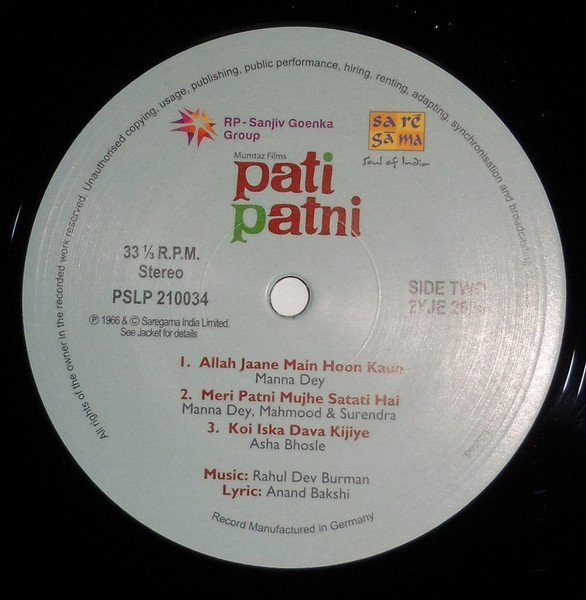 All rights of the owner in the recorded work reserved. Unauthorised copying, usage, publishing, public performance, hiring, renting, adapting, synchronisation and broadcasting
RP-Sanjiv Goenka
Group
sa rē
ga ma
Soul of India
Mumtaz Films
pati
patni
33 ⅓ R.P.M.
Stereo
PSLP 210034
SIDE TWO
2YJE
℗ 1966 & © Saregama India Limited.
See Jacket for details
1. Allah Jaane Main Hoon Kaun
Manna Dey
2. Meri Patni Mujhe Satati Hai
Manna Dey, Mahmood & Surendra
3. Koi Iska Dava Kijiye
Asha Bhosle
Music: Rahul Dev Burman
Lyric: Anand Bakshi
Record Manufactured in Germany